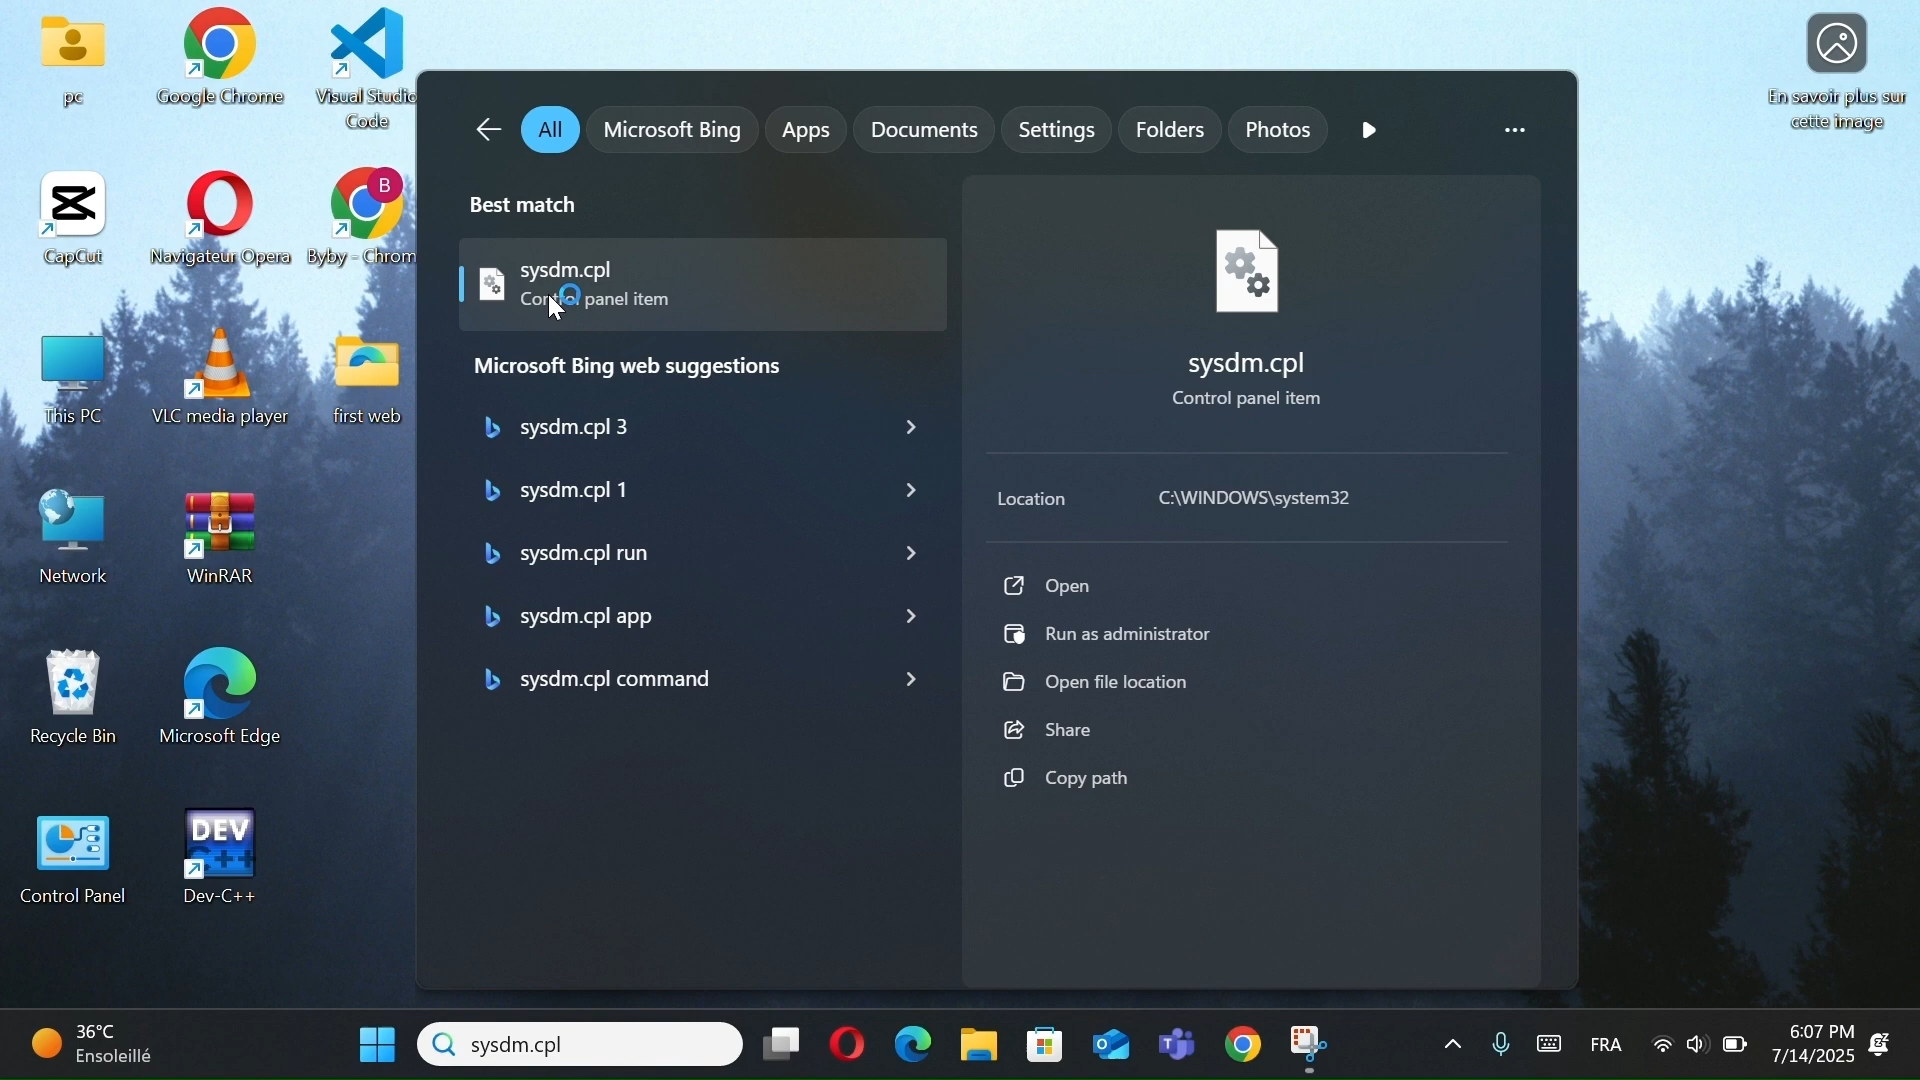 pc
Google Chrome
Visual Studio
Code
CapCut
Navigateur Opera
B
Byby - Chrom
This PC
VLC media player
first web
Network
WinRAR
Recycle Bin
Microsoft Edge
Control Panel
DEV
C++
Dev-C++
En savoir plus sur
cette image
All
Microsoft Bing
Apps
Documents
Settings
Folders
Photos
Best match
sysdm.cpl
Control panel item
Microsoft Bing web suggestions
sysdm.cpl 3
sysdm.cpl 1
sysdm.cpl run
sysdm.cpl app
sysdm.cpl command
sysdm.cpl
Control panel item
Location C:\WINDOWS\system32
Open
Run as administrator
Open file location
Share
Copy path
36°C
Ensoleillé
sysdm.cpl
FRA
6:07 PM
7/14/2025